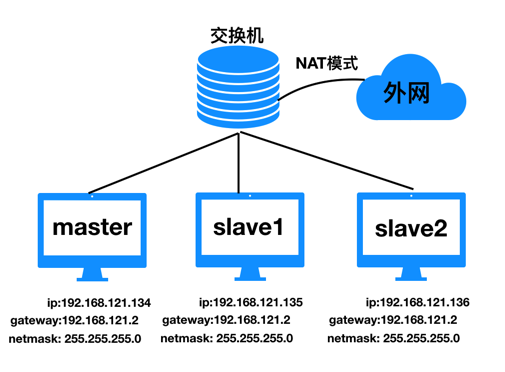 交换机
NAT模式
外网
master
slave1
slave2
ip:192.168.121.134
gateway:192.168.121.2
netmask: 255.255.255.0
ip:192.168.121.135
gateway:192.168.121.2
netmask: 255.255.255.0
ip:192.168.121.136
gateway:192.168.121.2
netmask: 255.255.255.0